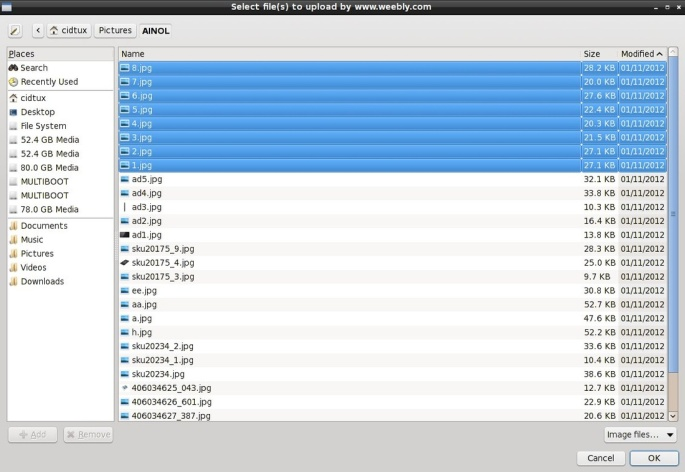 Select file(s) to upload by www.weebly.com
cidtux Pictures AINOL
Places
Search
Recently Used
cidtux
Desktop
File System
52.4 GB Media
52.4 GB Media
80.0 GB Media
MULTIBOOT
MULTIBOOT
78.0 GB Media
Documents
Music
Pictures
Videos
Downloads
Name Size Modified
8.jpg 28.2 KB 01/11/2012
7.jpg 20.0 KB 01/11/2012
6.jpg 27.6 KB 01/11/2012
5.jpg 22.4 KB 01/11/2012
4.jpg 20.3 KB 01/11/2012
3.jpg 21.5 KB 01/11/2012
2.jpg 27.1 KB 01/11/2012
1.jpg 27.1 KB 01/11/2012
ad5.jpg 32.1 KB 01/11/2012
ad4.jpg 33.8 KB 01/11/2012
ad3.jpg 10.3 KB 01/11/2012
ad2.jpg 16.4 KB 01/11/2012
ad1.jpg 13.8 KB 01/11/2012
sku20175_9.jpg 28.3 KB 01/11/2012
sku20175_4.jpg 25.0 KB 01/11/2012
sku20175_3.jpg 9.7 KB 01/11/2012
ee.jpg 30.8 KB 01/11/2012
aa.jpg 52.7 KB 01/11/2012
a.jpg 47.6 KB 01/11/2012
h.jpg 52.2 KB 01/11/2012
sku20234_2.jpg 33.6 KB 01/11/2012
sku20234_1.jpg 10.4 KB 01/11/2012
sku20234.jpg 38.6 KB 01/11/2012
406034625_043.jpg 12.7 KB 01/11/2012
406034626_601.jpg 22.9 KB 01/11/2012
406034627_387.jpg 20.6 KB 01/11/2012
Add Remove Image files...
Cancel OK